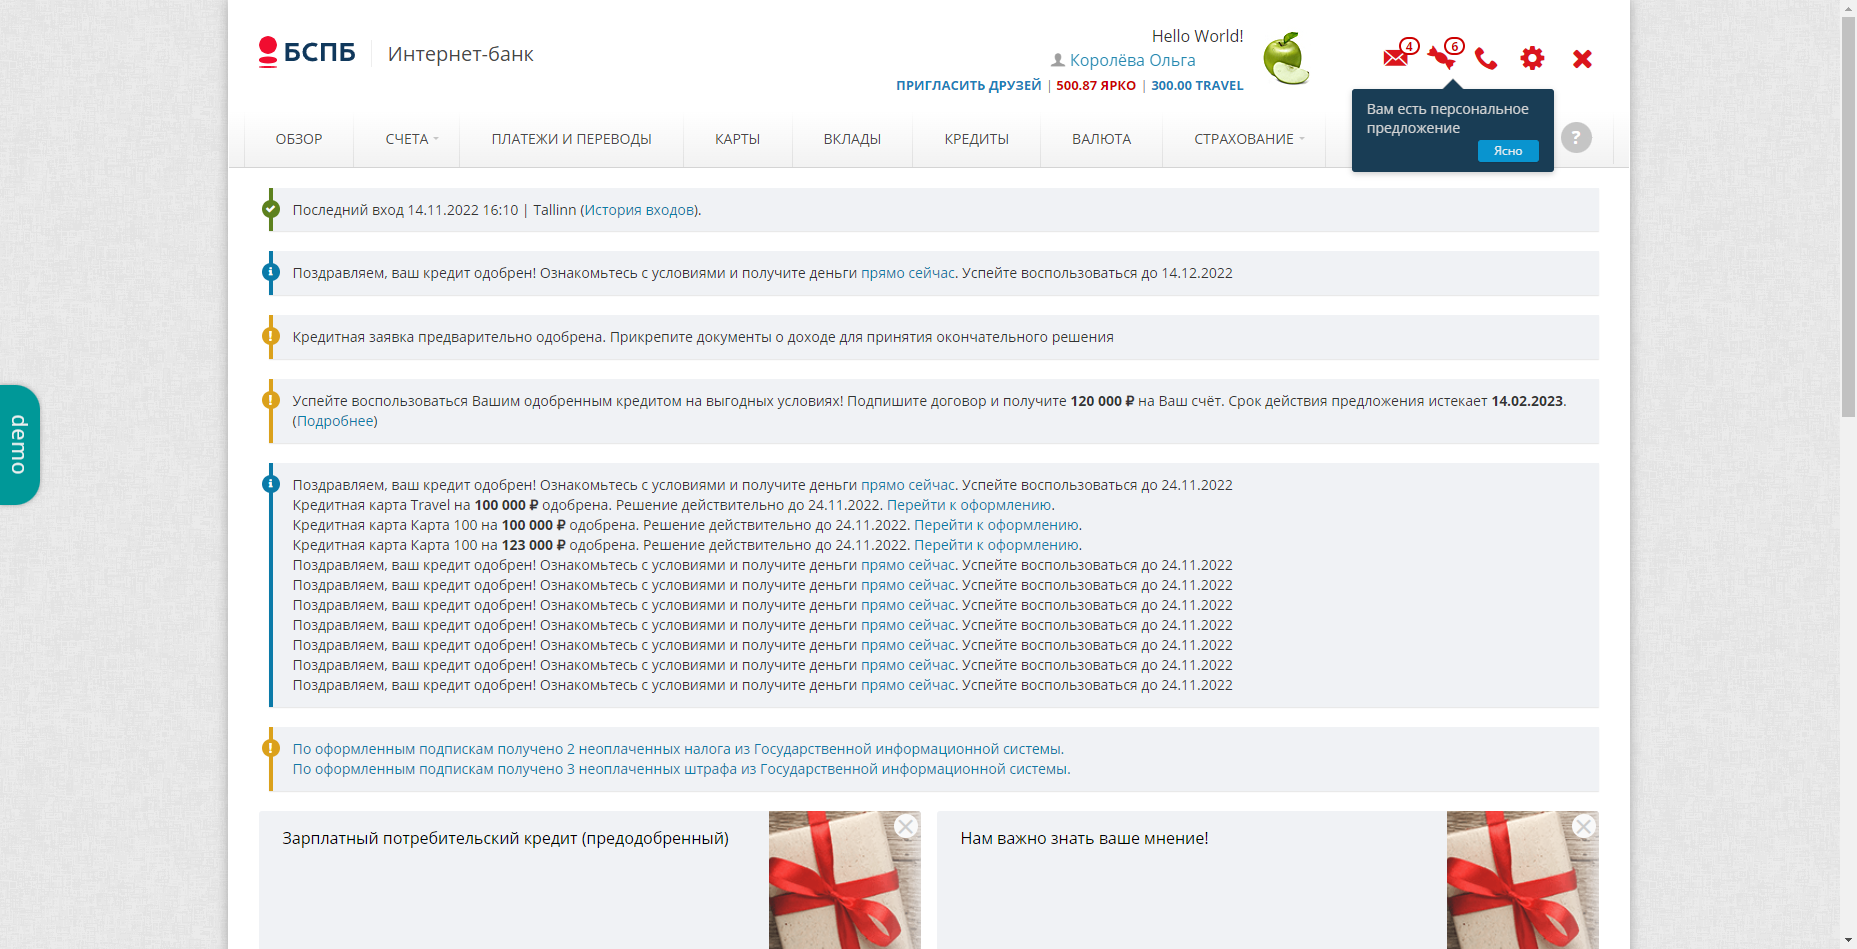 БСПБ
Интернет-банк
Hello World!
Королёва Ольга
ПРИГЛАСИТЬ ДРУЗЕЙ | 500.87 ЯРКО | 300.00 TRAVEL
4
6
Вам есть персональное
предложение
Ясно
?
ОБЗОР
СЧЕТА
ПЛАТЕЖИ И ПЕРЕВОДЫ
КАРТЫ
ВКЛАДЫ
КРЕДИТЫ
ВАЛЮТА
СТРАХОВАНИЕ
Последний вход 14.11.2022 16:10 | Tallinn (История входов).
Поздравляем, ваш кредит одобрен! Ознакомьтесь с условиями и получите деньги прямо сейчас. Успейте воспользоваться до 14.12.2022
Кредитная заявка предварительно одобрена. Прикрепите документы о доходе для принятия окончательного решения
Успейте воспользоваться Вашим одобренным кредитом на выгодных условиях! Подпишите договор и получите 120 000 ₽ на Ваш счёт. Срок действия предложения истекает 14.02.2023.
(Подробнее)
demo
Поздравляем, ваш кредит одобрен! Ознакомьтесь с условиями и получите деньги прямо сейчас. Успейте воспользоваться до 24.11.2022
Кредитная карта Travel на 100 000 ₽ одобрена. Решение действительно до 24.11.2022. Перейти к оформлению.
Кредитная карта Карта 100 на 100 000 ₽ одобрена. Решение действительно до 24.11.2022. Перейти к оформлению.
Кредитная карта Карта 100 на 123 000 ₽ одобрена. Решение действительно до 24.11.2022. Перейти к оформлению.
Поздравляем, ваш кредит одобрен! Ознакомьтесь с условиями и получите деньги прямо сейчас. Успейте воспользоваться до 24.11.2022
Поздравляем, ваш кредит одобрен! Ознакомьтесь с условиями и получите деньги прямо сейчас. Успейте воспользоваться до 24.11.2022
Поздравляем, ваш кредит одобрен! Ознакомьтесь с условиями и получите деньги прямо сейчас. Успейте воспользоваться до 24.11.2022
Поздравляем, ваш кредит одобрен! Ознакомьтесь с условиями и получите деньги прямо сейчас. Успейте воспользоваться до 24.11.2022
Поздравляем, ваш кредит одобрен! Ознакомьтесь с условиями и получите деньги прямо сейчас. Успейте воспользоваться до 24.11.2022
Поздравляем, ваш кредит одобрен! Ознакомьтесь с условиями и получите деньги прямо сейчас. Успейте воспользоваться до 24.11.2022
Поздравляем, ваш кредит одобрен! Ознакомьтесь с условиями и получите деньги прямо сейчас. Успейте воспользоваться до 24.11.2022
По оформленным подпискам получено 2 неоплаченных налога из Государственной информационной системы.
По оформленным подпискам получено 3 неоплаченных штрафа из Государственной информационной системы.
Зарплатный потребительский кредит (предодобренный)
Нам важно знать ваше мнение!